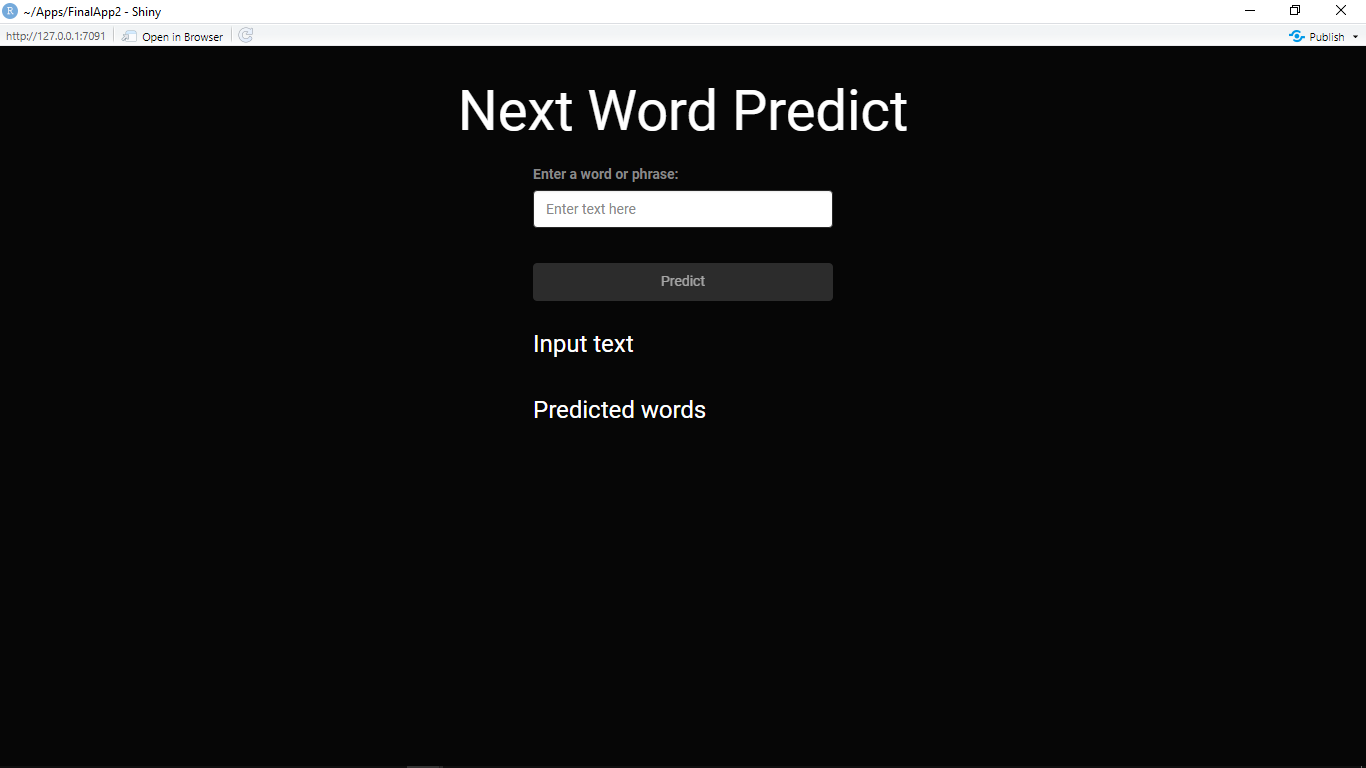 R ~/Apps/FinalApp2 - Shiny
http://127.0.0.1:7091 Open in Browser Publish
Next Word Predict
Enter a word or phrase:
Enter text here
Predict
Input text
Predicted words